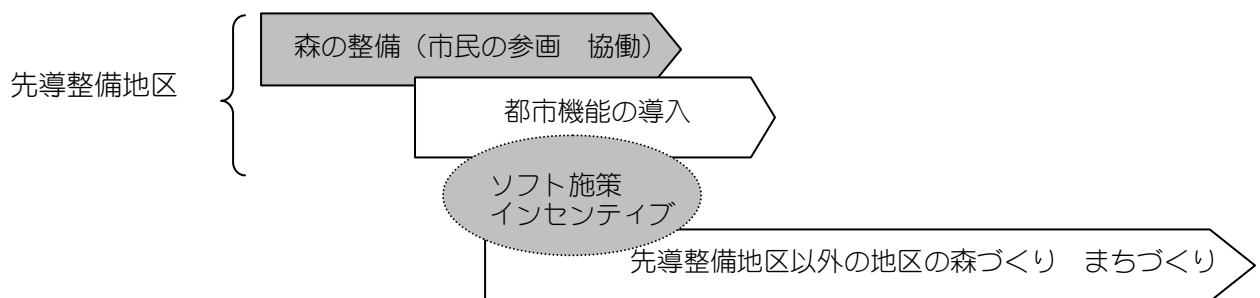 森の整備（市民の参画　協働）
先導整備地区
都市機能の導入
ソフト施策
インセンティブ
先導整備地区以外の地区の森づくり　まちづくり